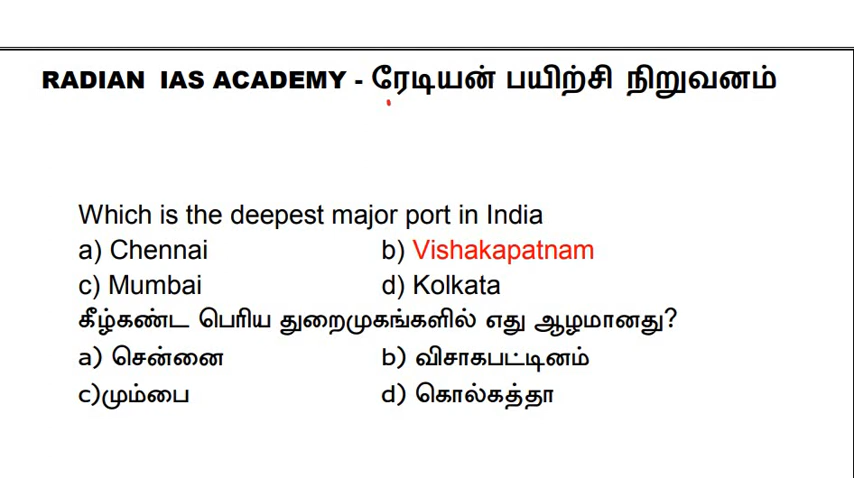 RADIAN IAS ACADEMY - ரேடியன் பயிற்சி நிறுவனம்
Which is the deepest major port in India
a) Chennai b) Vishakapatnam
c) Mumbai d) Kolkata
கீழ்கண்ட பெரிய துறைமுகங்களில் எது ஆழமானது?
a) சென்னை b) விசாகபட்டினம்
c)மும்பை d) கொல்கத்தா